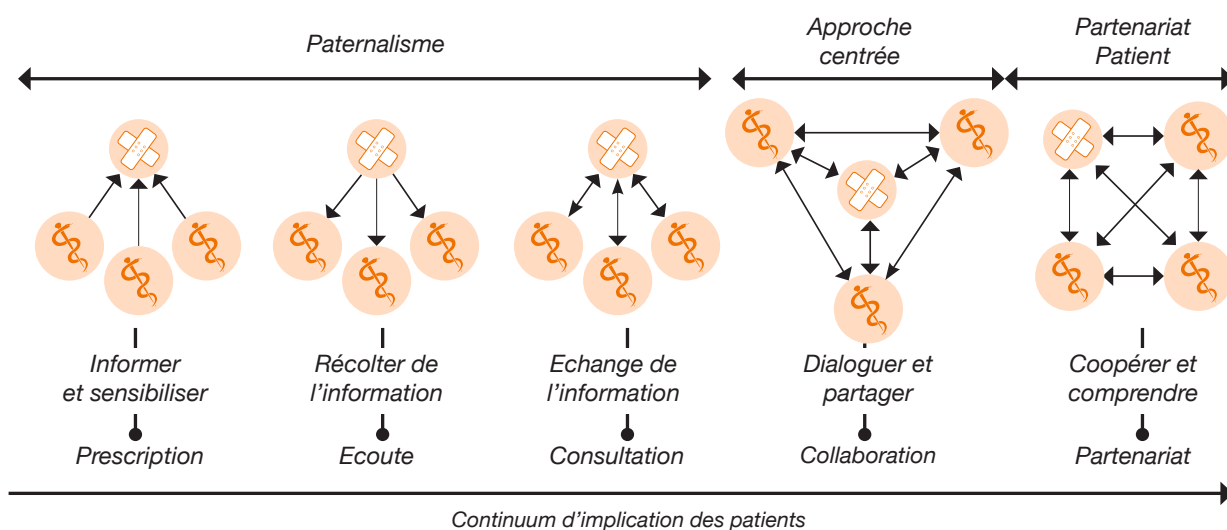 Paternalisme
Approche
centrée
Partenariat
Patient
Informer
et sensibiliser
Récolter de
l’information
Echange de
l’information
Dialoguer et
partager
Coopérer et
comprendre
Prescription
Ecoute
Consultation
Collaboration
Partenariat
Continuum d’implication des patients